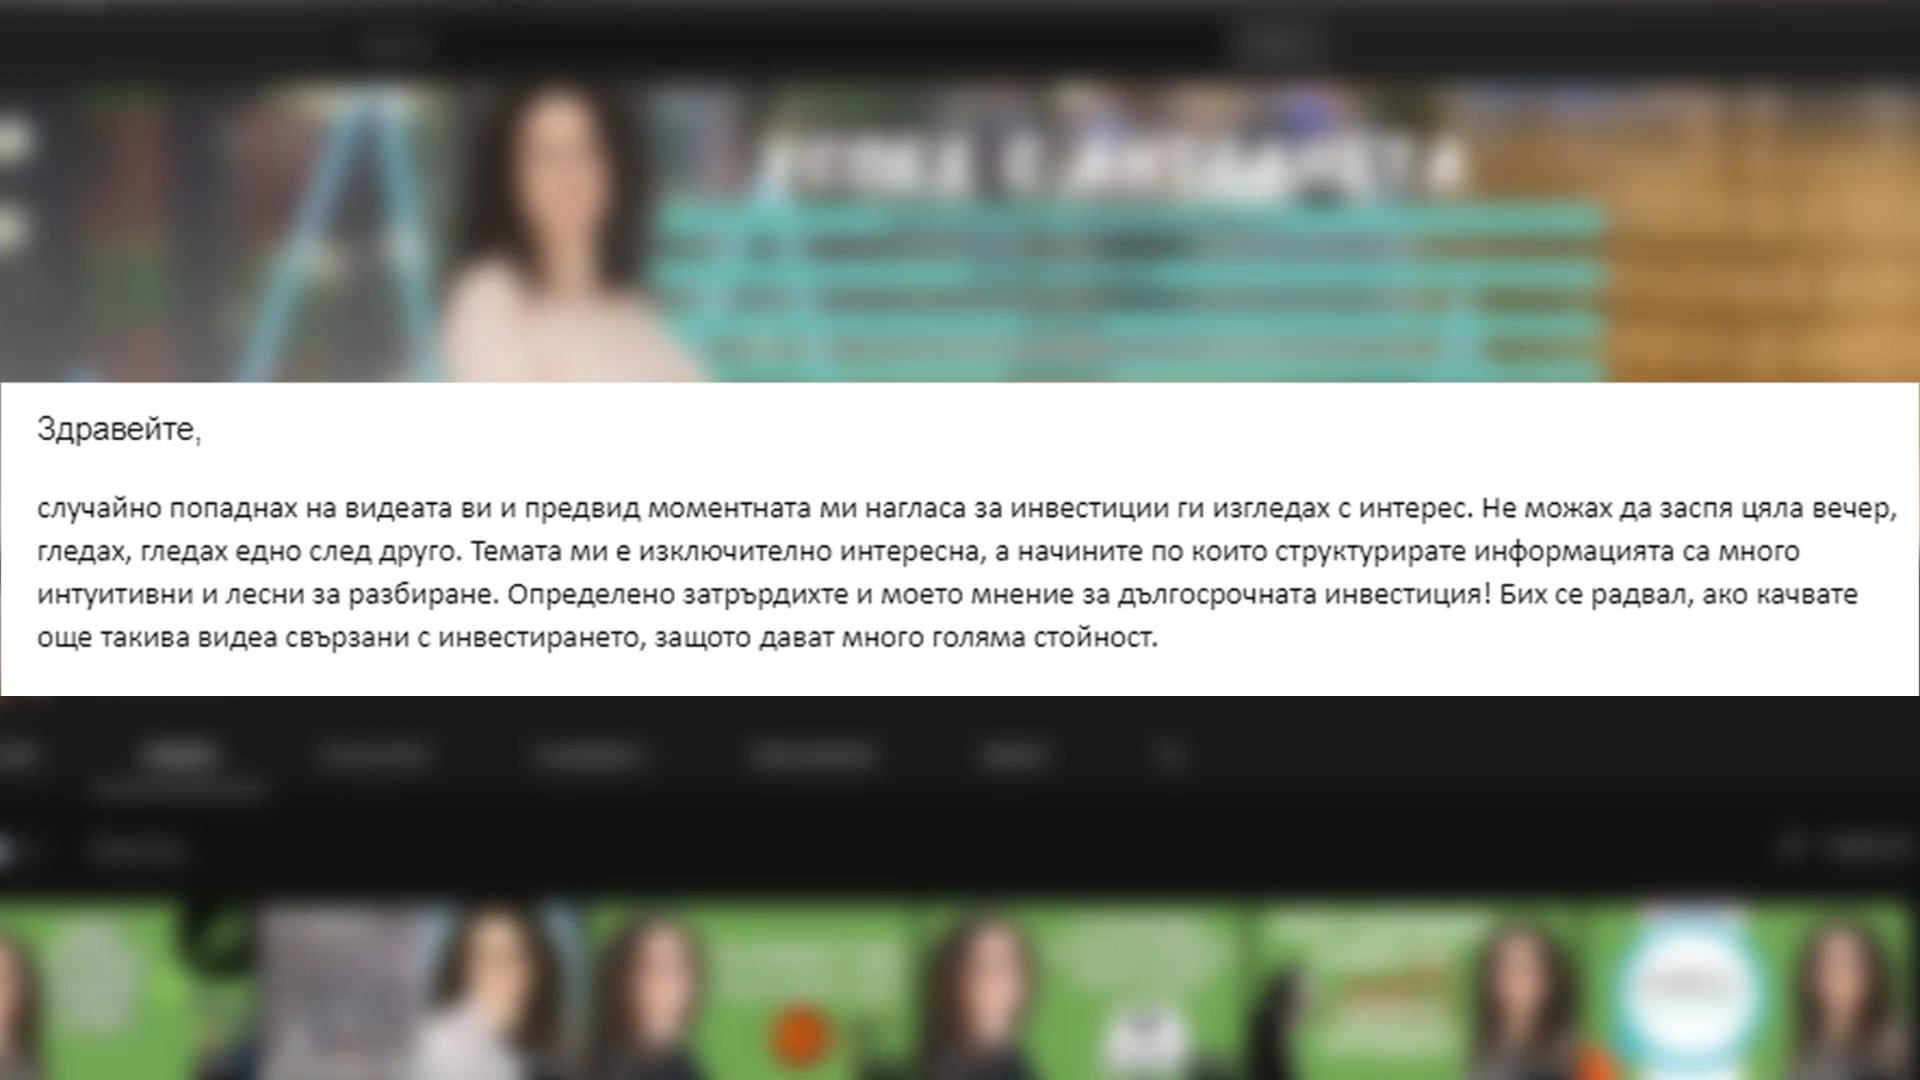 Здравейте,
случайно попаднах на видеата ви и предвид моментната ми нагласа за инвестиции ги изгледах с интерес. Не можах да заспя цяла вечер,
гледах, гледах едно след друго. Темата ми е изключително интересна, а начините по които структурирате информацията са много
интуитивни и лесни за разбиране. Определено затрърдихте и моето мнение за дългосрочната инвестиция! Бих се радвал, ако качвате
още такива видеа свързани с инвестирането, защото дават много голяма стойност.